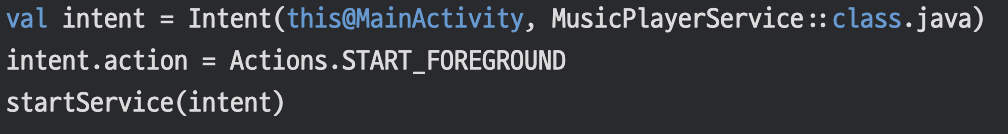 val intent = Intent(this@MainActivity, MusicPlayerService::class.java)
intent.action = Actions.START_FOREGROUND
startService(intent)